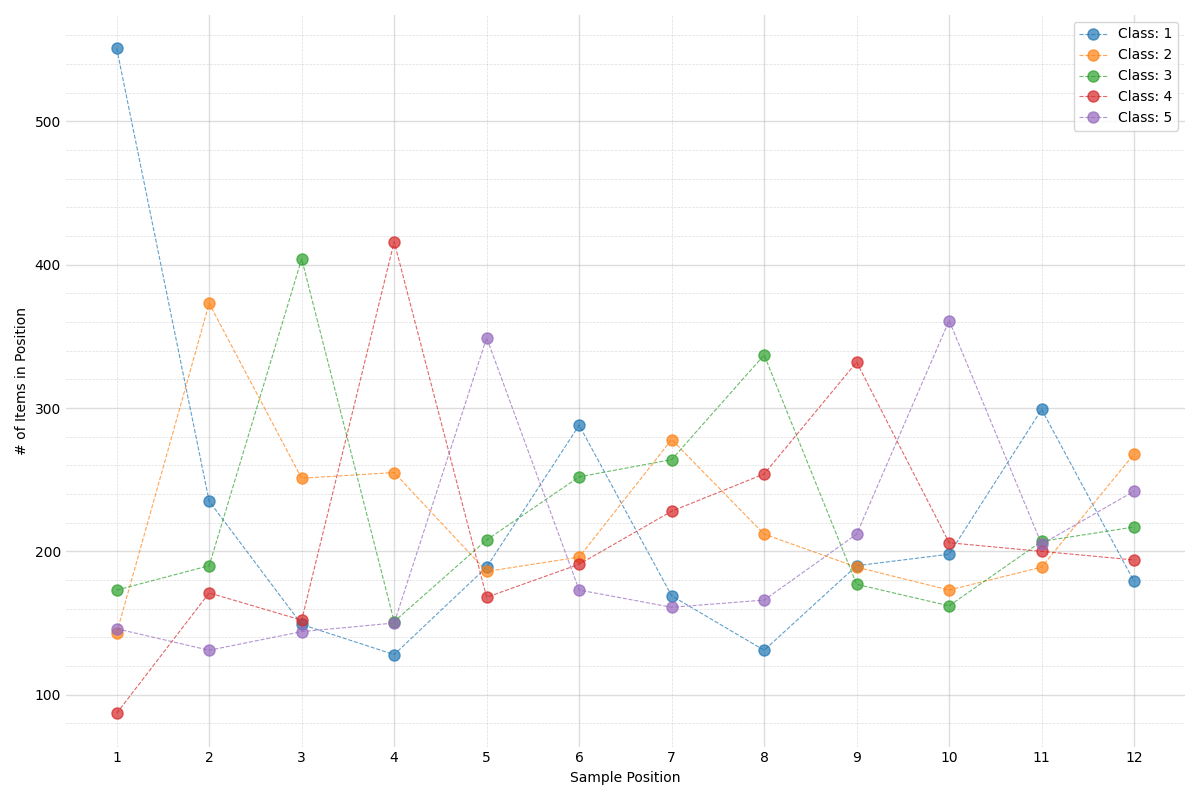 Class: 1
Class: 2
Class: 3
Class: 4
Class: 5
500
400
300
200
100
# of Items in Position
1 2 3 4 5 6 7 8 9 10 11 12
Sample Position